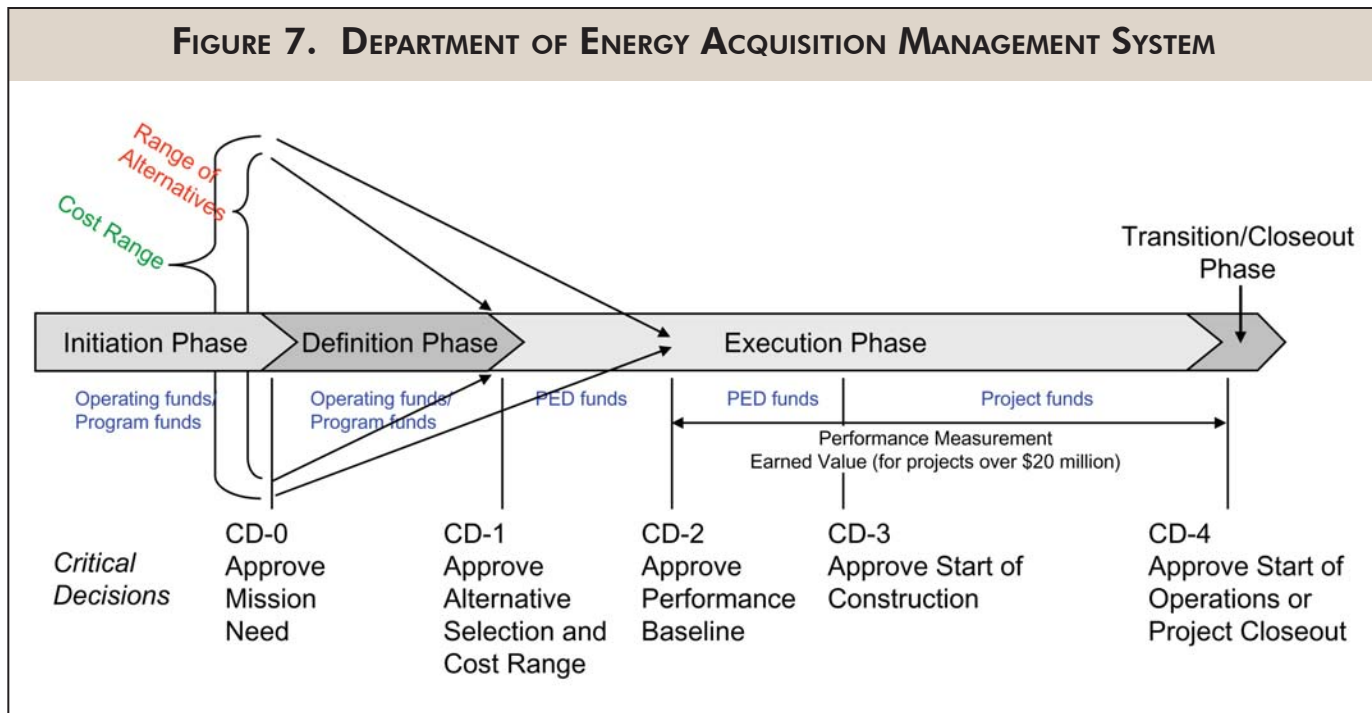 FIGURE 7. DEPARTMENT OF ENERGY ACQUISITION MANAGEMENT SYSTEM
Range of
Alternatives
Cost Range
Transition/Closeout
Phase
Initiation Phase
Definition Phase
Execution Phase
Operating funds/
Program funds
Operating funds/
Program funds
PED funds
PED funds
Project funds
Performance Measurement
Earned Value (for projects over $20 million)
Critical
Decisions
CD-0
Approve
Mission
Need
CD-1
Approve
Alternative
Selection and
Cost Range
CD-2
Approve
Performance
Baseline
CD-3
Approve Start of
Construction
CD-4
Approve Start of
Operations or
Project Closeout